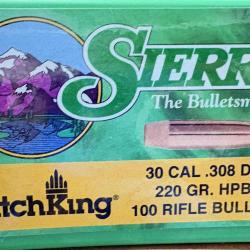 SIERR
The Bulletsm
tchKing®
30 CAL .308 D
220 GR. HPB
100 RIFLE BULL